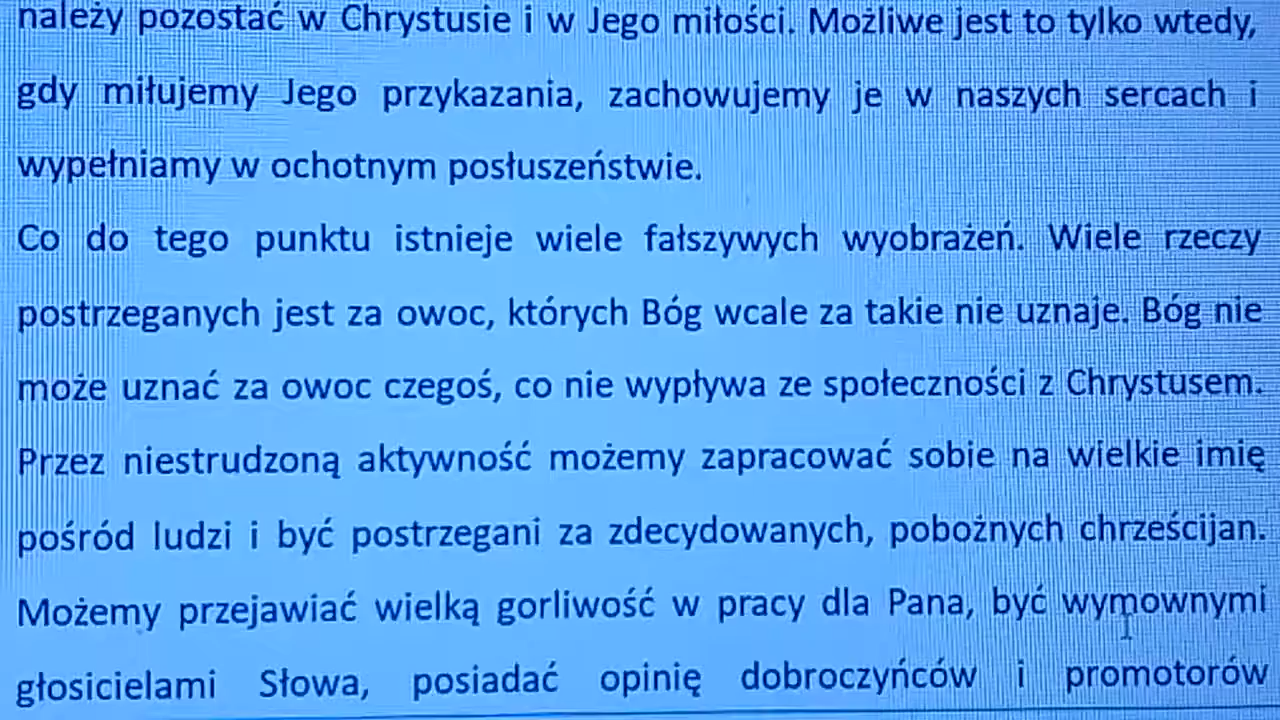 należy pozostać w Chrystusie i w Jego miłości. Możliwe jest to tylko wtedy,
gdy miłujemy Jego przykazania, zachowujemy je w naszych sercach i
wypełniamy w ochotnym posłuszeństwie.
Co do tego punktu istnieje wiele fałszywych wyobrażeń. Wiele rzeczy
postrzeganych jest za owoc, których Bóg wcale za takie nie uznaje. Bóg nie
może uznać za owoc czegoś, co nie wypływa ze społeczności z Chrystusem.
Przez niestrudzoną aktywność możemy zapracować sobie na wielkie imię
pośród ludzi i być postrzegani za zdecydowanych, pobożnych chrześcijan.
Możemy przejawiać wielką gorliwość w pracy dla Pana, być wymownymi
głosicielami Słowa, posiadać opinię dobroczyńców i promotorów